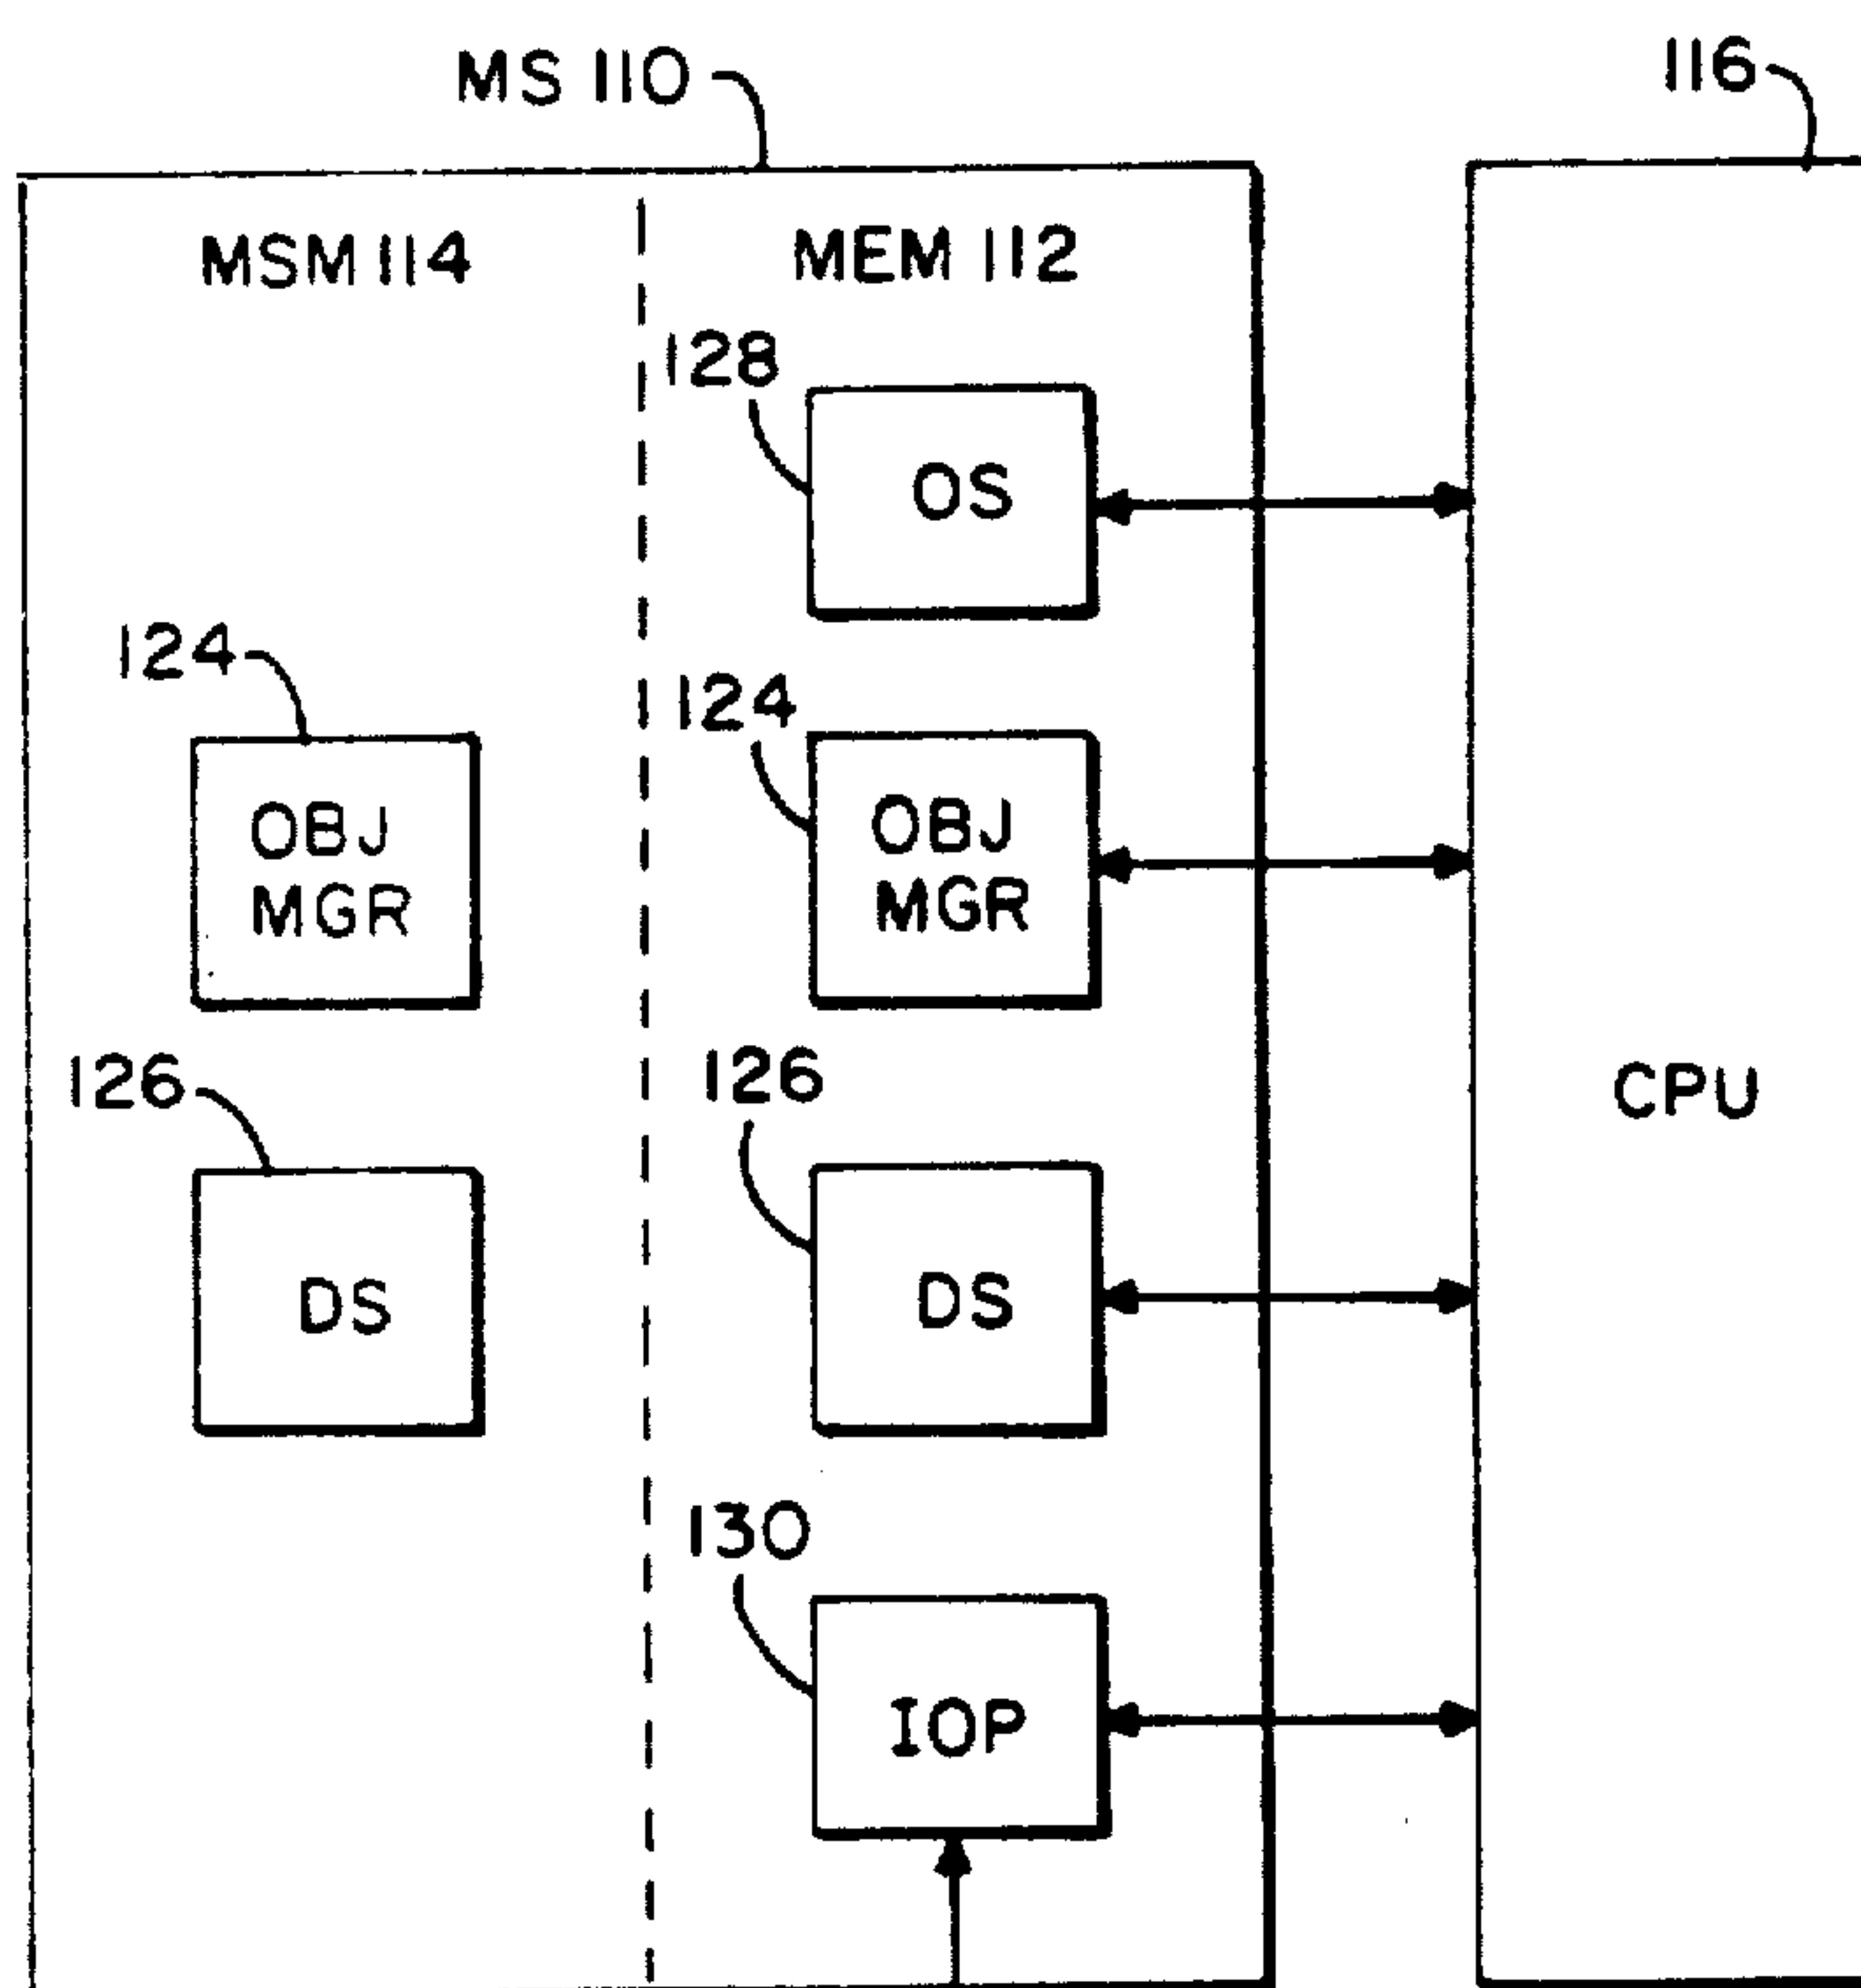 MS 110
116
MSM 114
MEM 112
128
OS
124
OBJ
MGR
124
OBJ
MGR
CPU
126
DS
126
DS
130
IOP